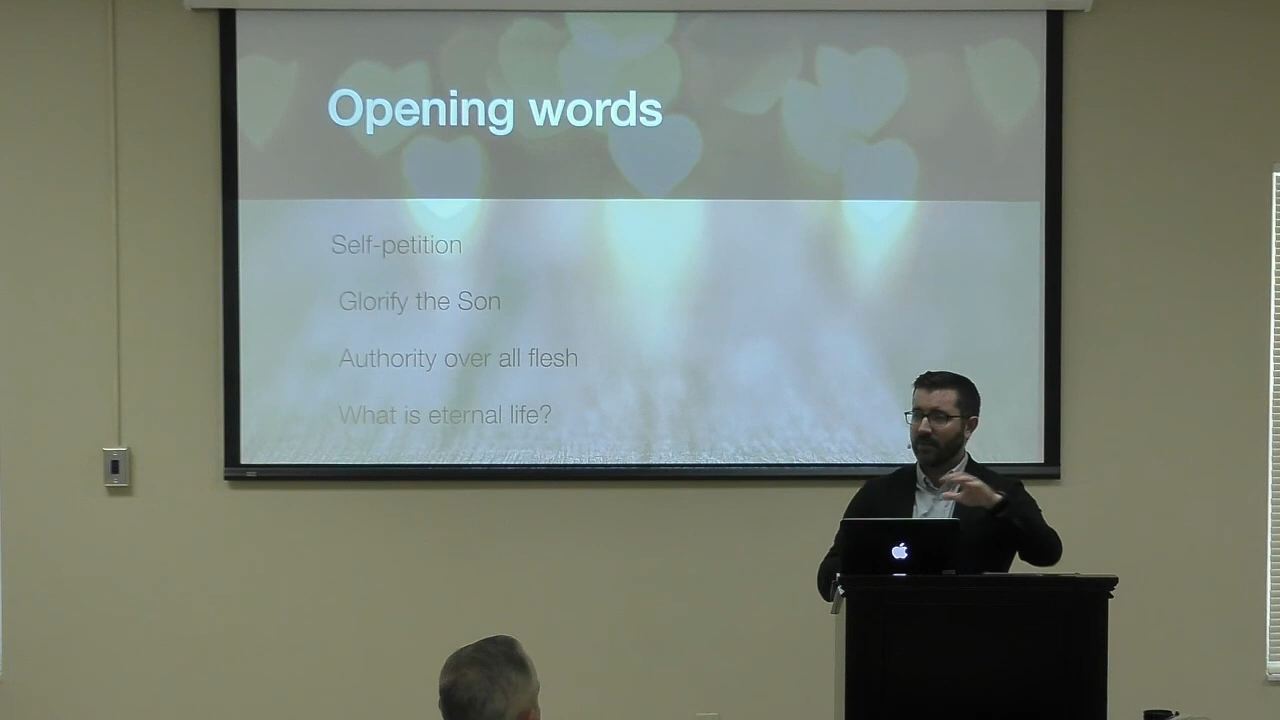 Opening words
Self-petition
Glorify the Son
Authority over all flesh
What is eternal life?